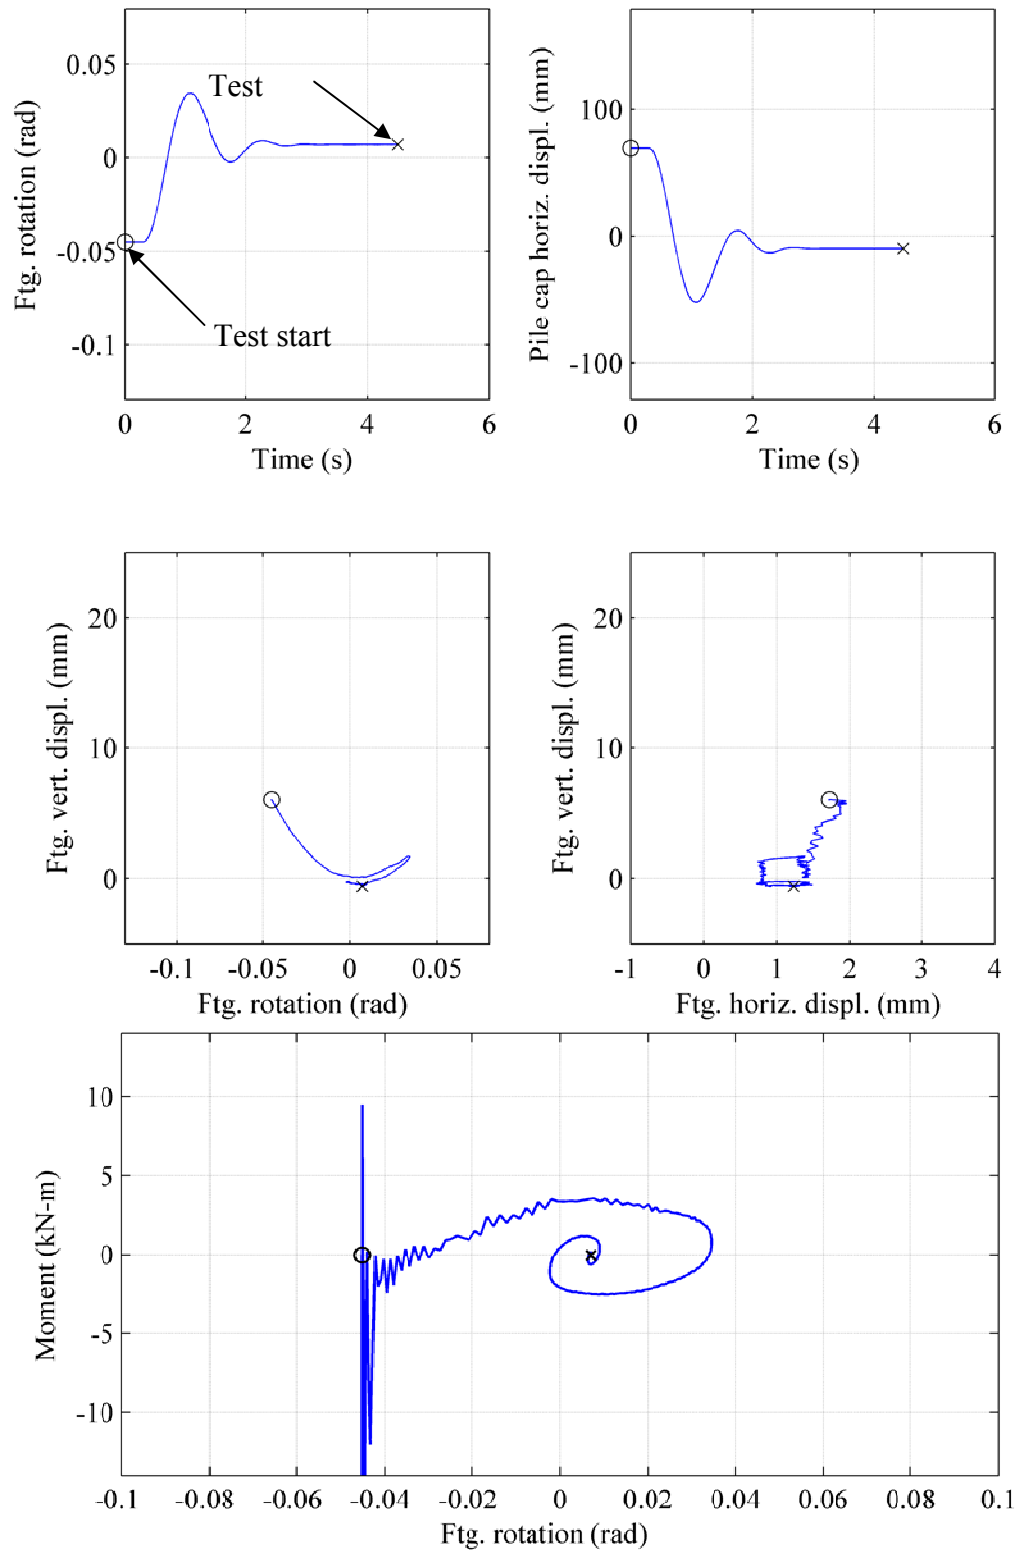 0.05
0
-0.05
-0.1
0 2 4 6
Ftg. rotation (rad)
Time (s)
Test
Test start
100
0
-100
0 2 4 6
Pile cap horiz. displ. (mm)
Time (s)
20
10
0
-0.1 -0.05 0 0.05
Ftg. vert. displ. (mm)
Ftg. rotation (rad)
20
10
0
-1 0 1 2 3 4
Ftg. vert. displ. (mm)
Ftg. horiz. displ. (mm)
10
5
0
-5
-10
-0.1 -0.08 -0.06 -0.04 -0.02 0 0.02 0.04 0.06 0.08 0.1
Moment (kN-m)
Ftg. rotation (rad)